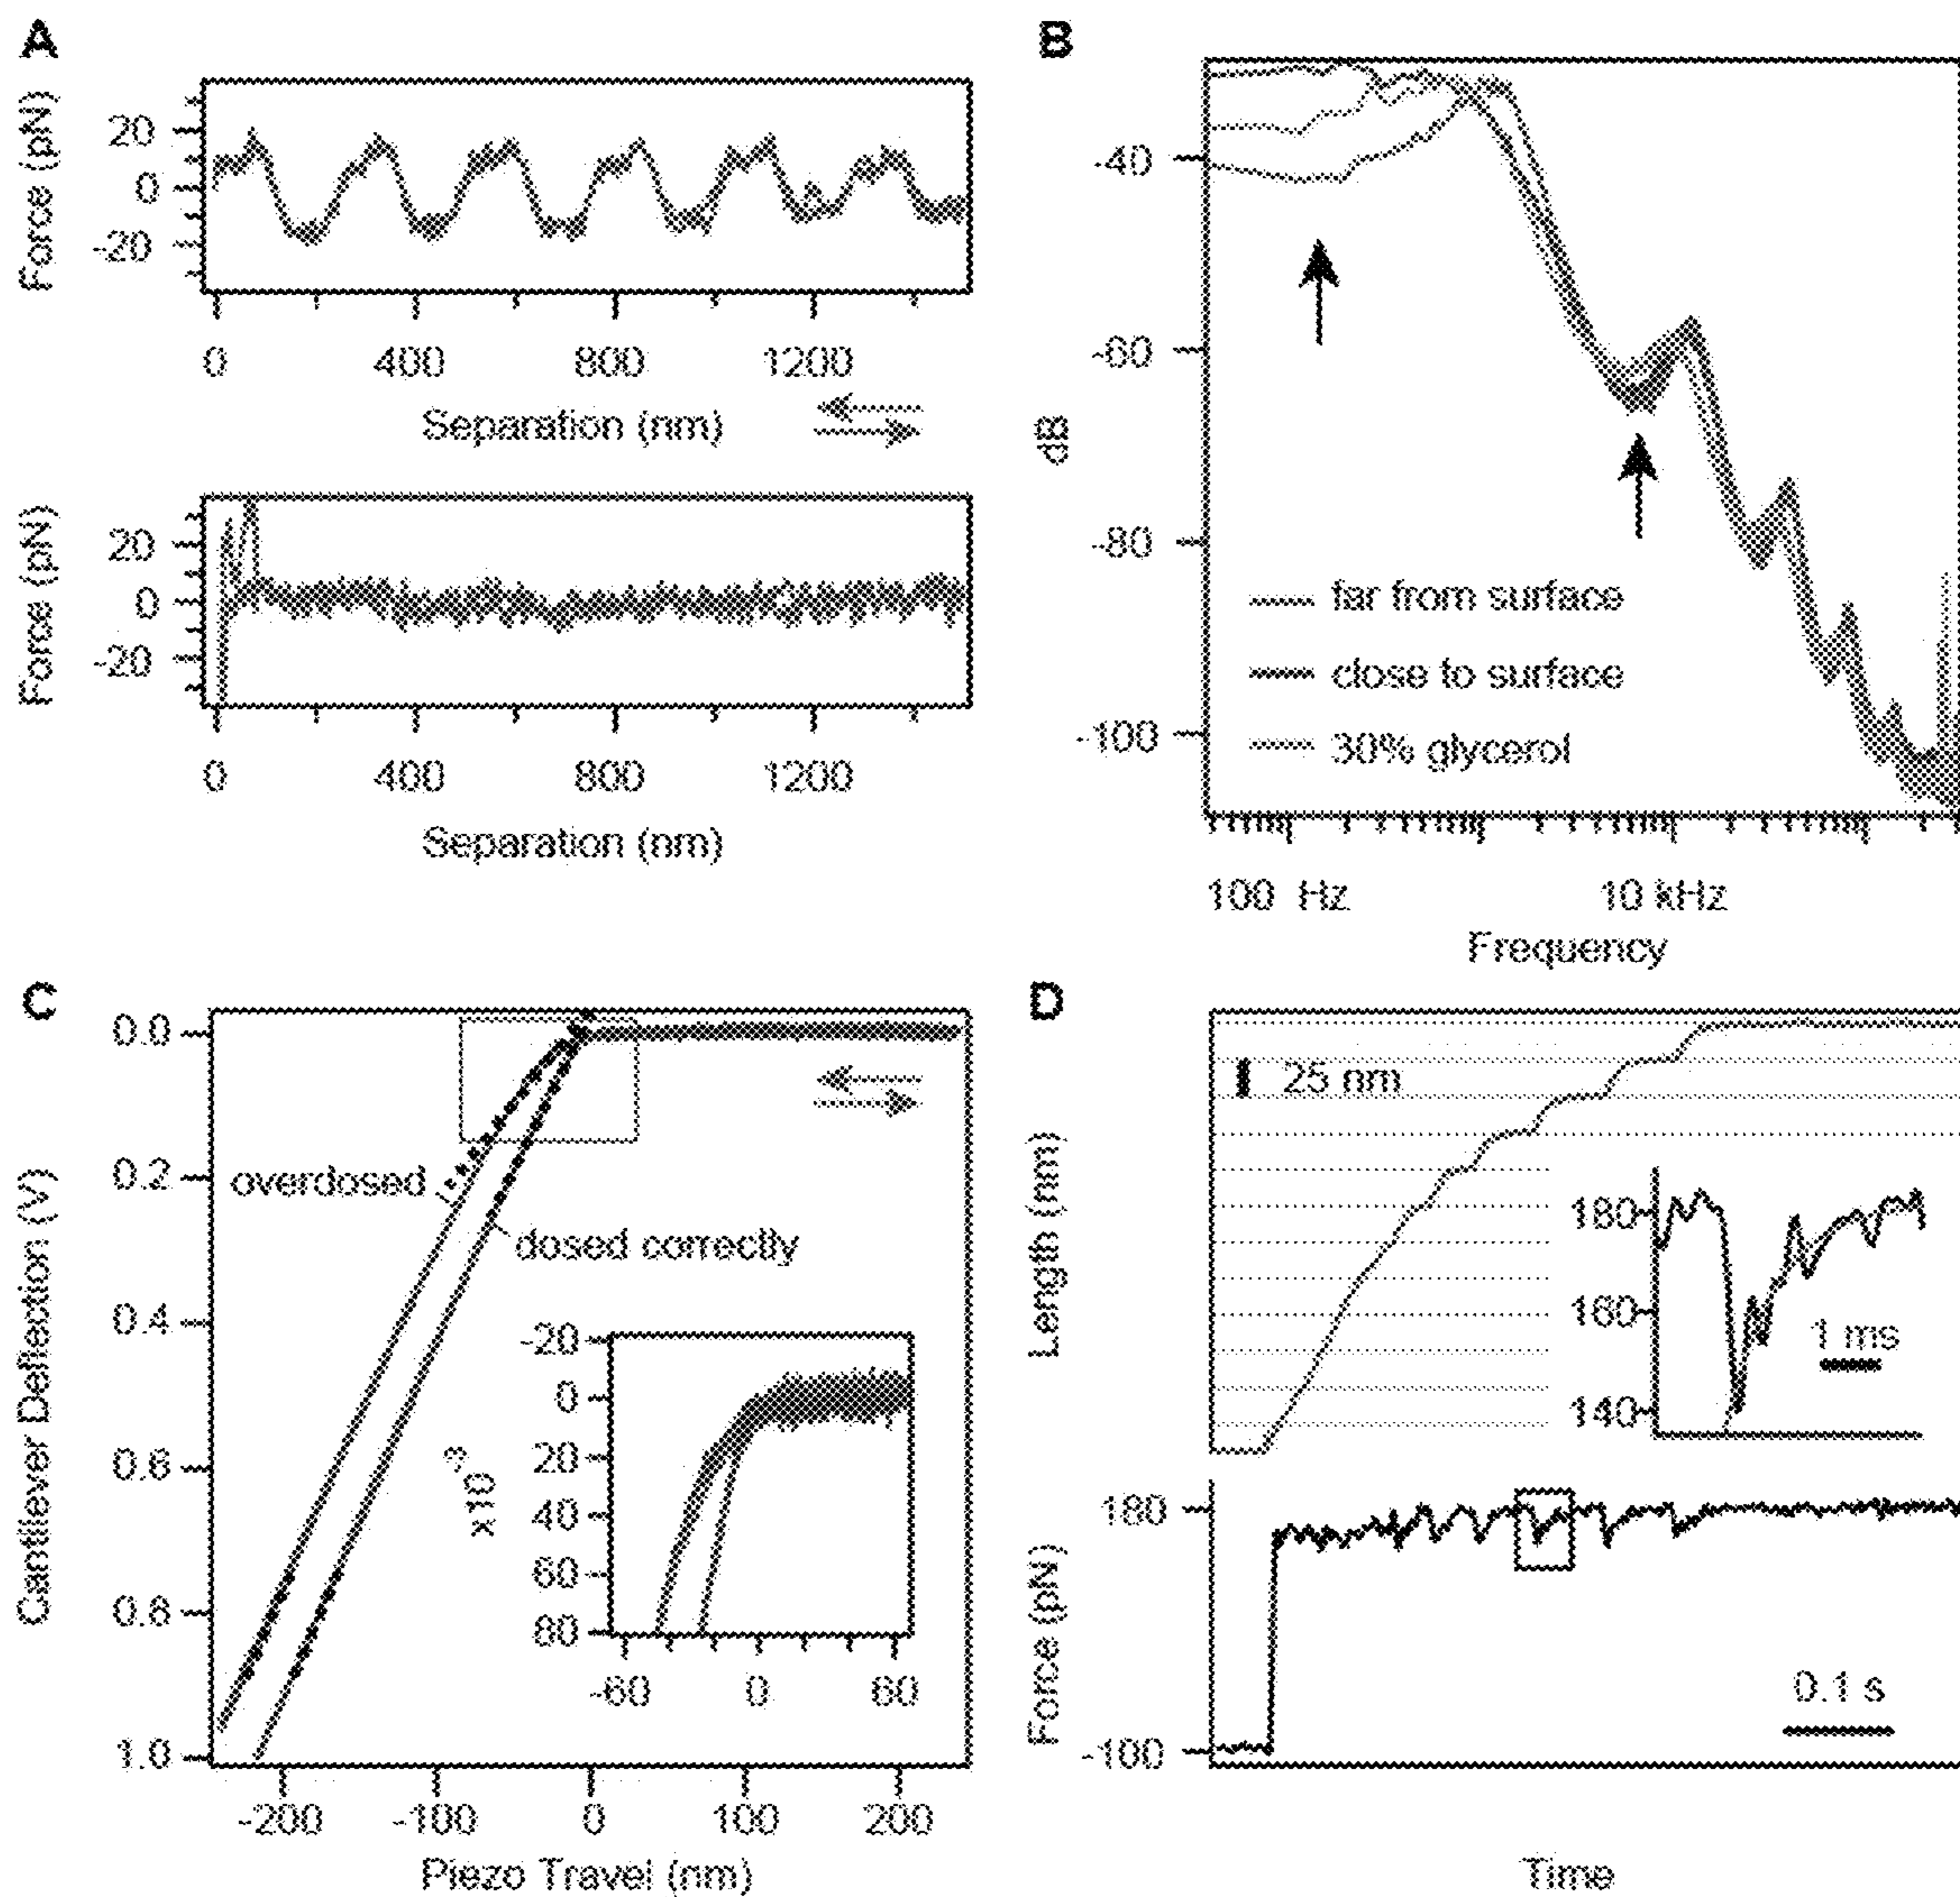 A
Force (pN)
20
0
-20
0 400 800 1200
Separation (nm)
Force (pN)
20
0
-20
0 400 800 1200
Separation (nm)
B
dB
-40
-60
-80
-100
far from surface
close to surface
30% glycerol
100 Hz 10 kHz
Frequency
C
Cantilever Deflection (V)
0.0
0.2
0.4
0.6
0.8
1.0
overdosed
dosed correctly
x10-3
-20
0
20
40
60
80
-60 0 60
-200 -100 0 100 200
Piezo Travel (nm)
D
Length (nm)
25 nm
180
160
140
1 ms
Force (pN)
180
-100
0.1 s
Time